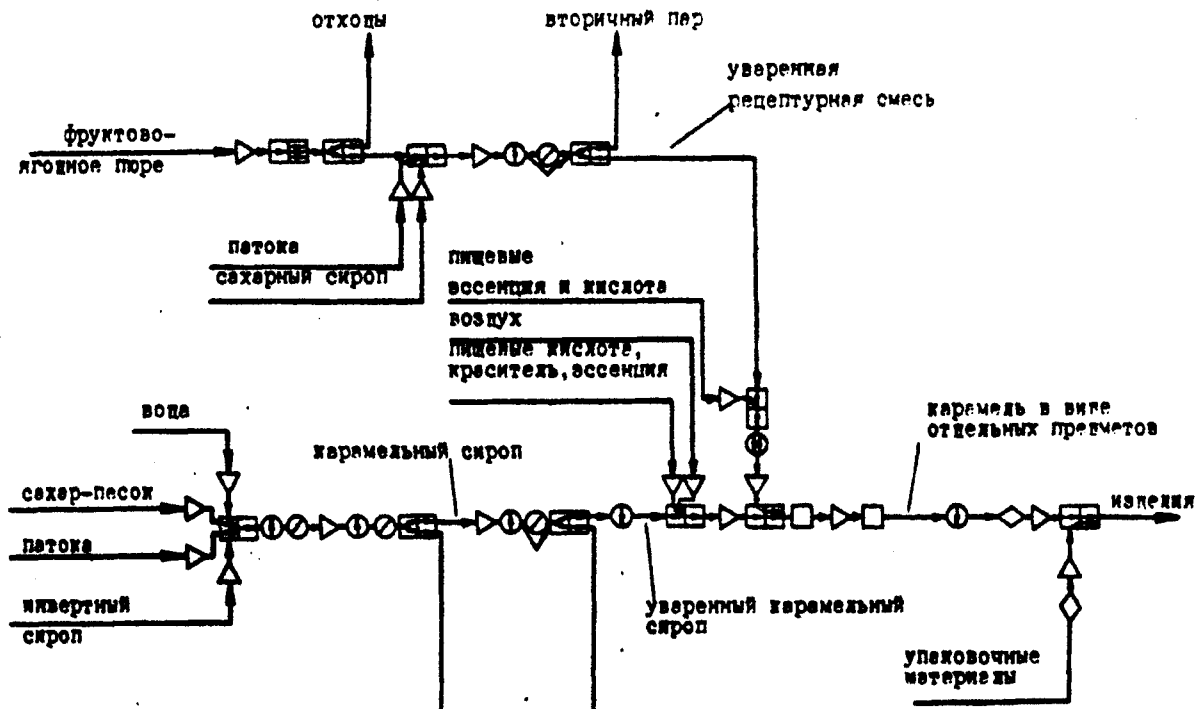 отходы
вторичный пар
уваренная
рецептурная смесь
фруктово-
ягодное пюре
патока
сахарный сироп
пищевые
эссенция и кислота
воздух
пищевые кислоте,
краситель, эссенция
вода
карамельный сироп
карамель в виде
отдельных предметов
сахар-песок
изделия
патока
инвертный
сироп
уваренный карамельный
сироп
упаковочные
материалы